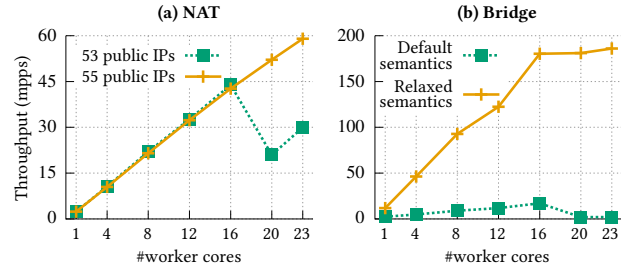 (a) NAT
60
45
30
15
0
Throughput (mpps)
53 public IPs
55 public IPs
1 4 8 12 16 20 23
#worker cores
(b) Bridge
200
150
100
50
0
Default
semantics
Relaxed
semantics
1 4 8 12 16 20 23
#worker cores